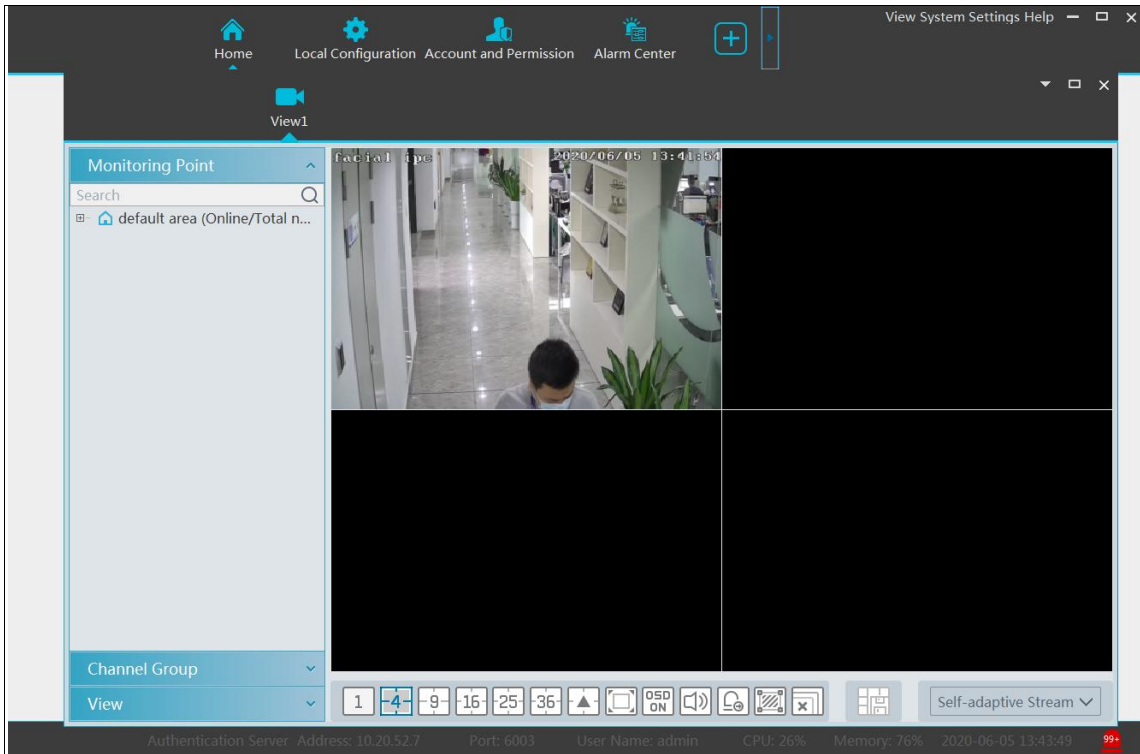 View System Settings Help
Home Local Configuration Account and Permission Alarm Center
View1
Monitoring Point
Search
default area (Online/Total n...
facial ipc 2020/06/05 13:41:54
Channel Group
View
1 4 9 16 25 36 OSD ON Self-adaptive Stream
Authentication Server Address: 10.20.52.7 Port: 6003 User Name: admin CPU: 26% Memory: 76% 2020-06-05 13:43:49 99+